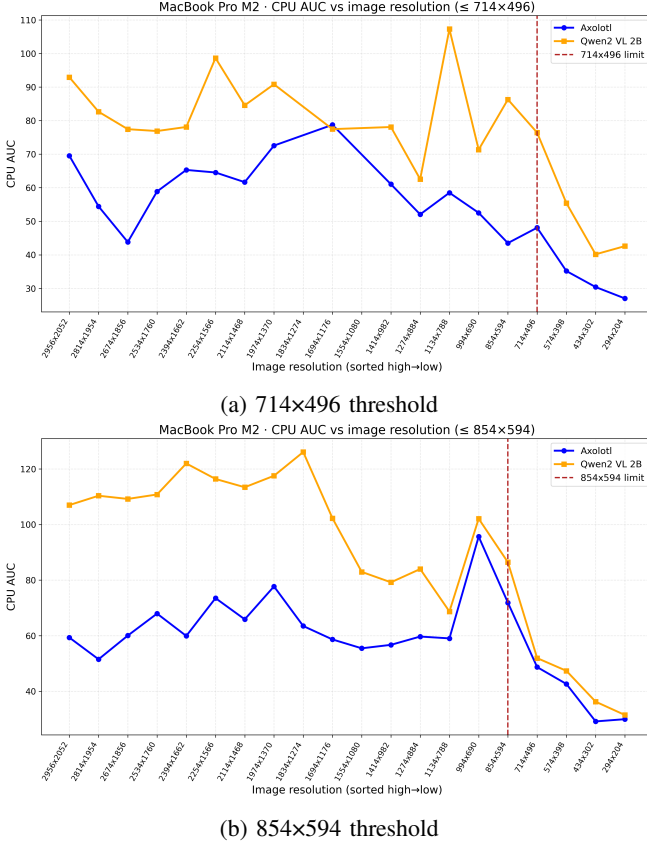 MacBook Pro M2 · CPU AUC vs image resolution (≤ 714×496)
110
100
90
80
70
60
50
40
30
CPU AUC
Axolotl
Qwen2 VL 2B
714x496 limit
2956x2052
2814x1954
2674x1856
2534x1760
2394x1662
2254x1566
2114x1468
1974x1370
1834x1274
1694x1176
1554x1080
1414x982
1274x884
1134x788
994x690
854x594
714x496
574x398
434x302
294x204
Image resolution (sorted high→low)
(a) 714×496 threshold
MacBook Pro M2 · CPU AUC vs image resolution (≤ 854×594)
120
100
80
60
40
CPU AUC
Axolotl
Qwen2 VL 2B
854x594 limit
2956x2052
2814x1954
2674x1856
2534x1760
2394x1662
2254x1566
2114x1468
1974x1370
1834x1274
1694x1176
1554x1080
1414x982
1274x884
1134x788
994x690
854x594
714x496
574x398
434x302
294x204
Image resolution (sorted high→low)
(b) 854×594 threshold